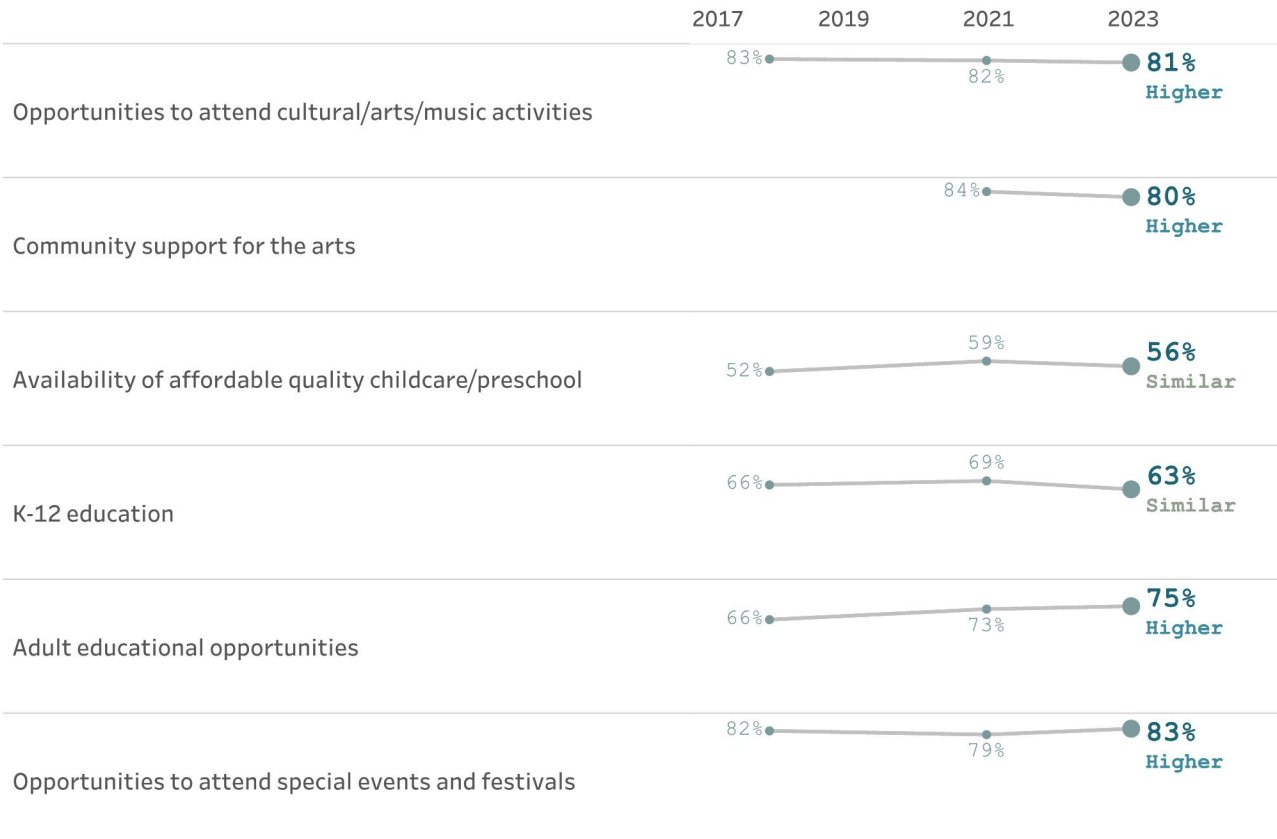 2017 2019 2021 2023
83% 82% 81%
Higher
Opportunities to attend cultural/arts/music activities
84% 80%
Higher
Community support for the arts
52% 59% 56%
Similar
Availability of affordable quality childcare/preschool
66% 69% 63%
Similar
K-12 education
66% 73% 75%
Higher
Adult educational opportunities
82% 79% 83%
Higher
Opportunities to attend special events and festivals